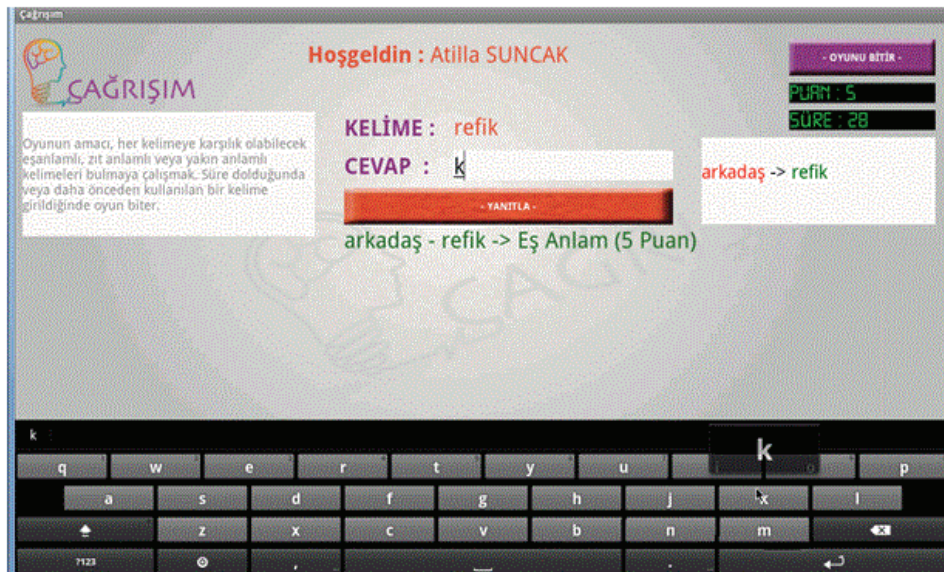 Çağrışım
Hoşgeldin : Atilla SUNCAK
- OYUNU BİTİR -
ÇAĞRIŞIM
PUAN : 5
SÜRE : 28
Oyunun amacı, her kelimeye karşılık olabilecek
eşanlamlı, zıt anlamlı veya yakın anlamlı
kelimeleri bulmaya çalışmak. Süre dolduğunda
veya daha önceden kullanılan bir kelime
girildiğinde oyun biter.
KELİME : refik
CEVAP : k
- YANITLA -
arkadaş - refik -> Eş Anlam (5 Puan)
arkadaş -> refik
ÇAĞR
k
k
q w e r t y u i o p
a s d f g h j k l
z x c v b n m
?123 , .